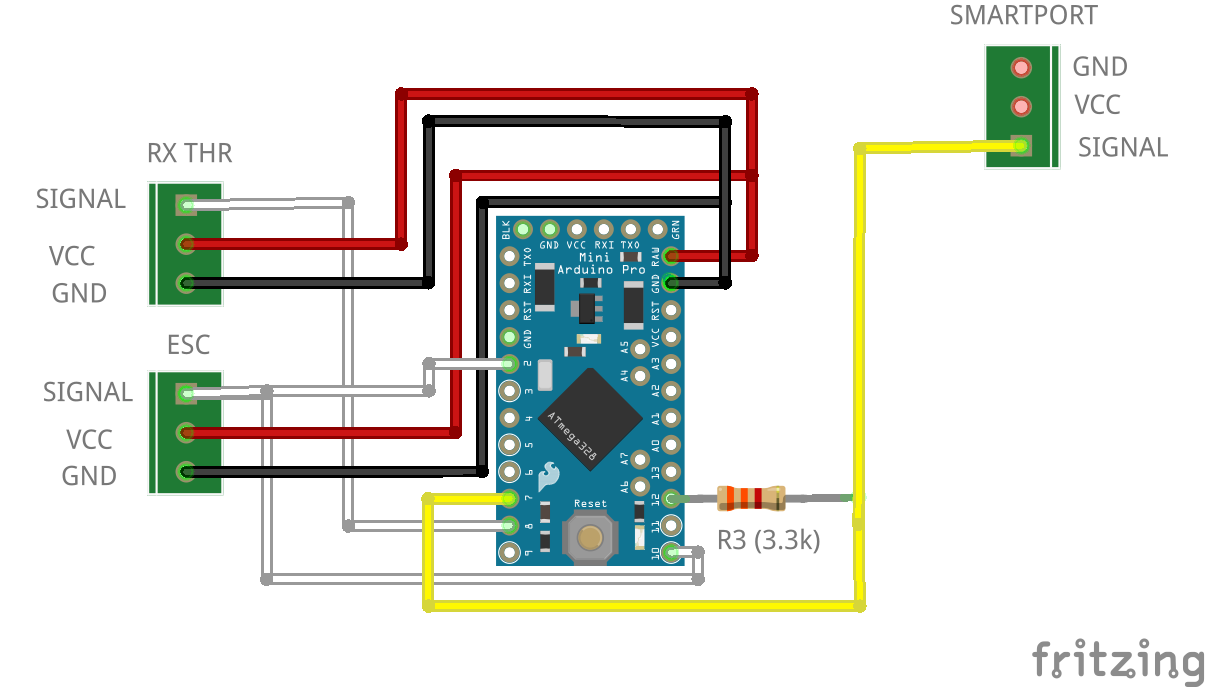 SMARTPORT
GND
VCC
SIGNAL
RX THR
SIGNAL
VCC
GND
ESC
SIGNAL
VCC
GND
BLK
GND VCC RXI TXO
GRN
Mini
Arduino Pro
TXO
RXI
RST
GND
2
3
4
5
6
7
8
9
RAW
GND
RST
VCC
A3
A2
A1
A0
13
12
11
10
A5
A4
A7
A6
ATmega328
Reset
R3 (3.3k)
fritzing